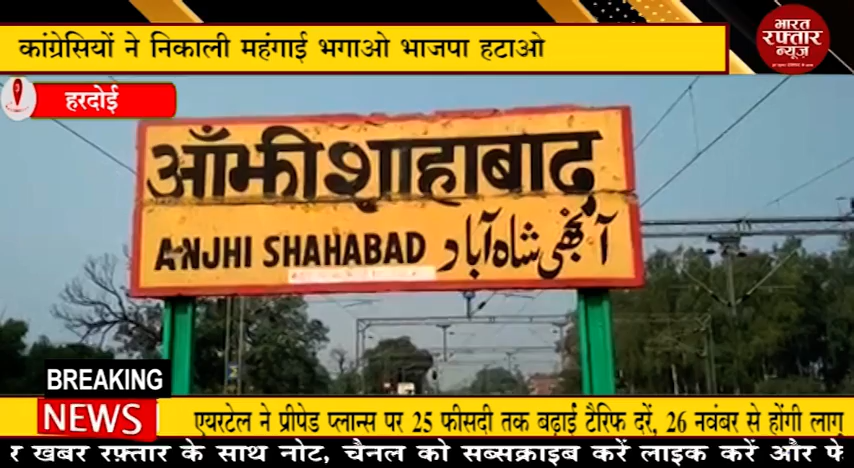 कांग्रेसियों ने निकाली महंगाई भगाओ भाजपा हटाओ
भारत
रफ्तार
न्यूज़
हरदोई
आँझी शाहाबाद
ANJHI SHAHABAD آنجھی شاہ آباد
BREAKING
NEWS
एयरटेल ने प्रीपेड प्लान्स पर 25 फीसदी तक बढ़ाईं टैरिफ दरें, 26 नवंबर से होंगी लागू
र खबर रफ़्तार के साथ नोट, चैनल को सब्सक्राइब करें लाइक करें और फे